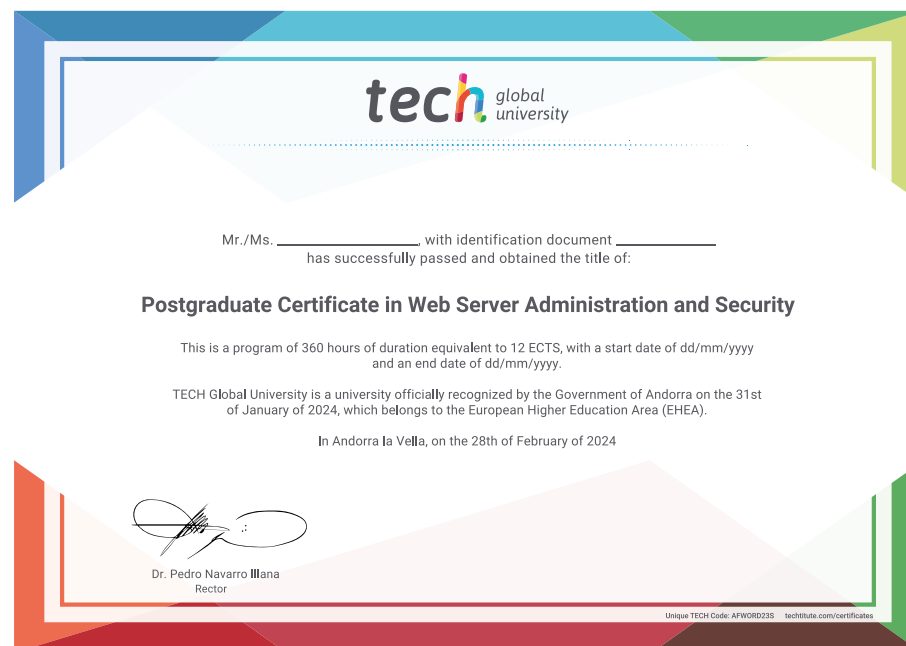 tech global
university
Mr./Ms. ____________________, with identification document ______________
has successfully passed and obtained the title of:
Postgraduate Certificate in Web Server Administration and Security
This is a program of 360 hours of duration equivalent to 12 ECTS, with a start date of dd/mm/yyyy
and an end date of dd/mm/yyyy.
TECH Global University is a university officially recognized by the Government of Andorra on the 31st
of January of 2024, which belongs to the European Higher Education Area (EHEA).
In Andorra la Vella, on the 28th of February of 2024
Dr. Pedro Navarro Illana
Rector
Unique TECH Code: AFWORD23S techtitute.com/certificates